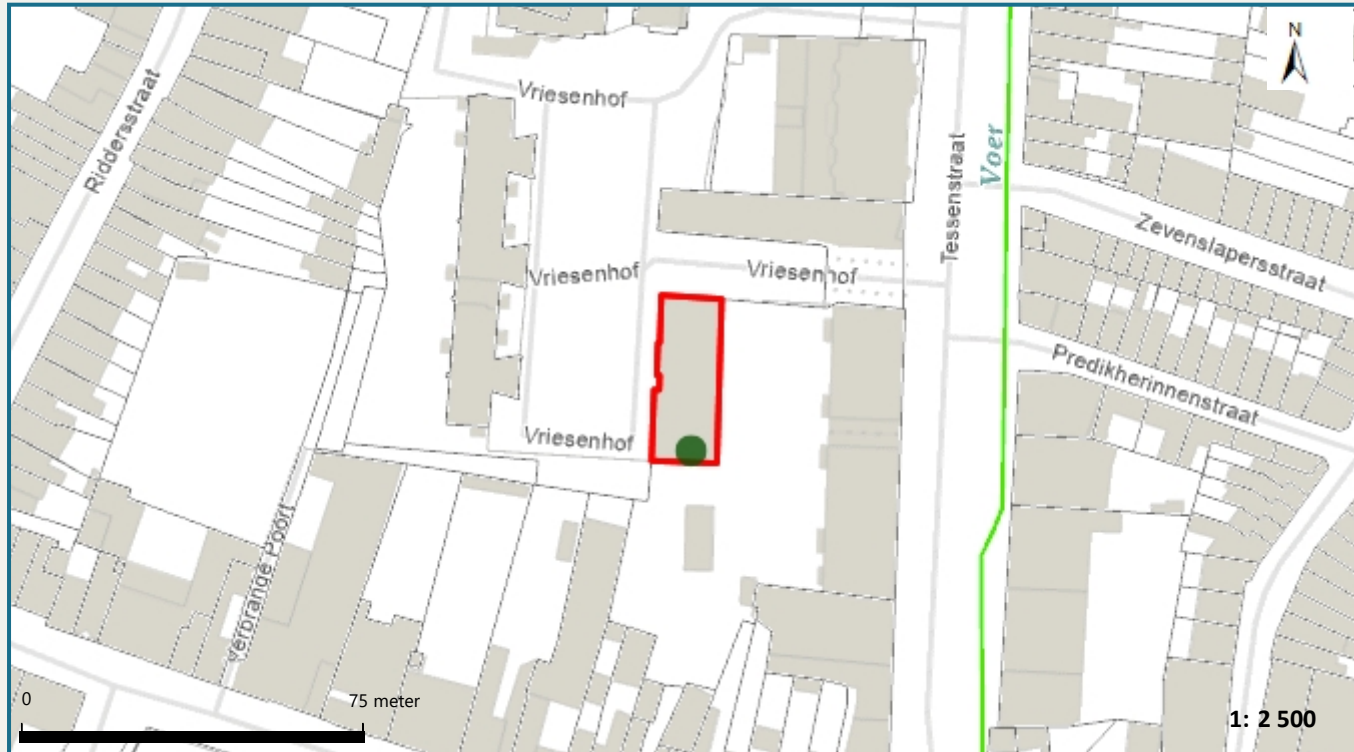 N
Vriesenhof
Riddersstraat
Voer
Tessenstraat
Zevenslapersstraat
Vriesenhof
Vriesenhof
Predikherinnenstraat
Vriesenhof
Verbrande Poort
0
75 meter
1: 2 500